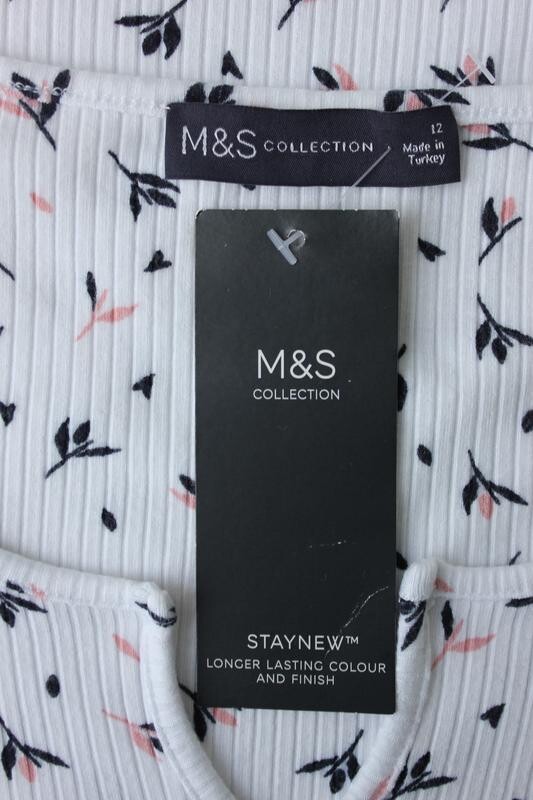 M&S COLLECTION
12
Made in
Turkey
M&S
COLLECTION
STAYNEW™
LONGER LASTING COLOUR
AND FINISH